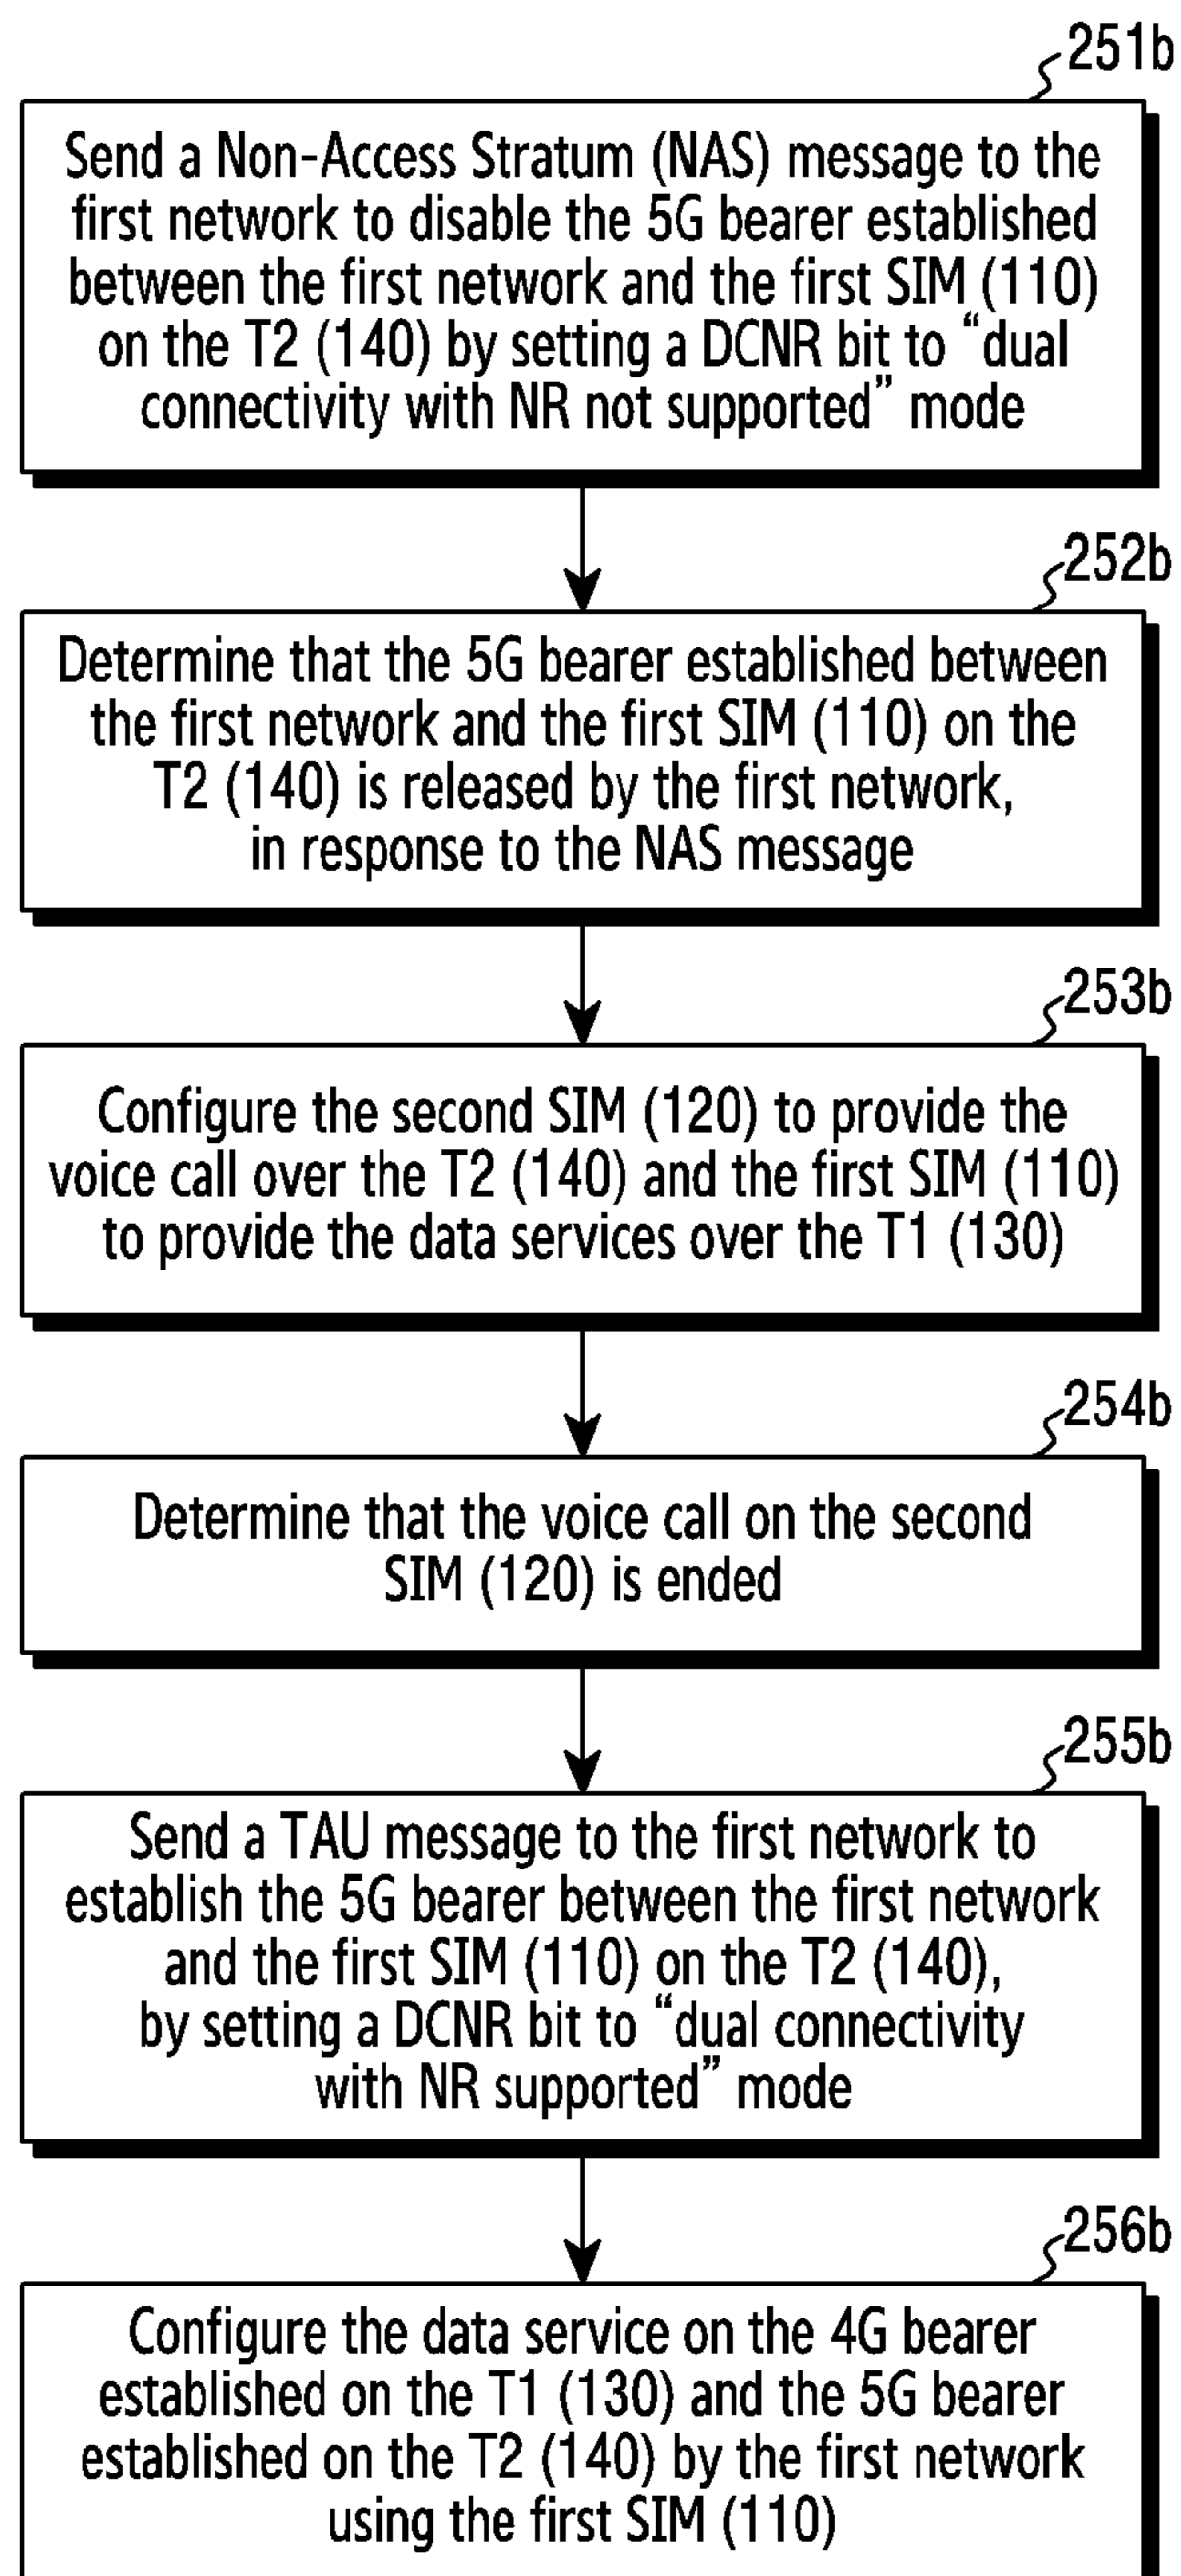 251b
Send a Non-Access Stratum (NAS) message to the
first network to disable the 5G bearer established
between the first network and the first SIM (110)
on the T2 (140) by setting a DCNR bit to “dual
connectivity with NR not supported” mode
252b
Determine that the 5G bearer established between
the first network and the first SIM (110) on the
T2 (140) is released by the first network,
in response to the NAS message
253b
Configure the second SIM (120) to provide the
voice call over the T2 (140) and the first SIM (110)
to provide the data services over the T1 (130)
254b
Determine that the voice call on the second
SIM (120) is ended
255b
Send a TAU message to the first network to
establish the 5G bearer between the first network
and the first SIM (110) on the T2 (140),
by setting a DCNR bit to “dual connectivity
with NR supported” mode
256b
Configure the data service on the 4G bearer
established on the T1 (130) and the 5G bearer
established on the T2 (140) by the first network
using the first SIM (110)